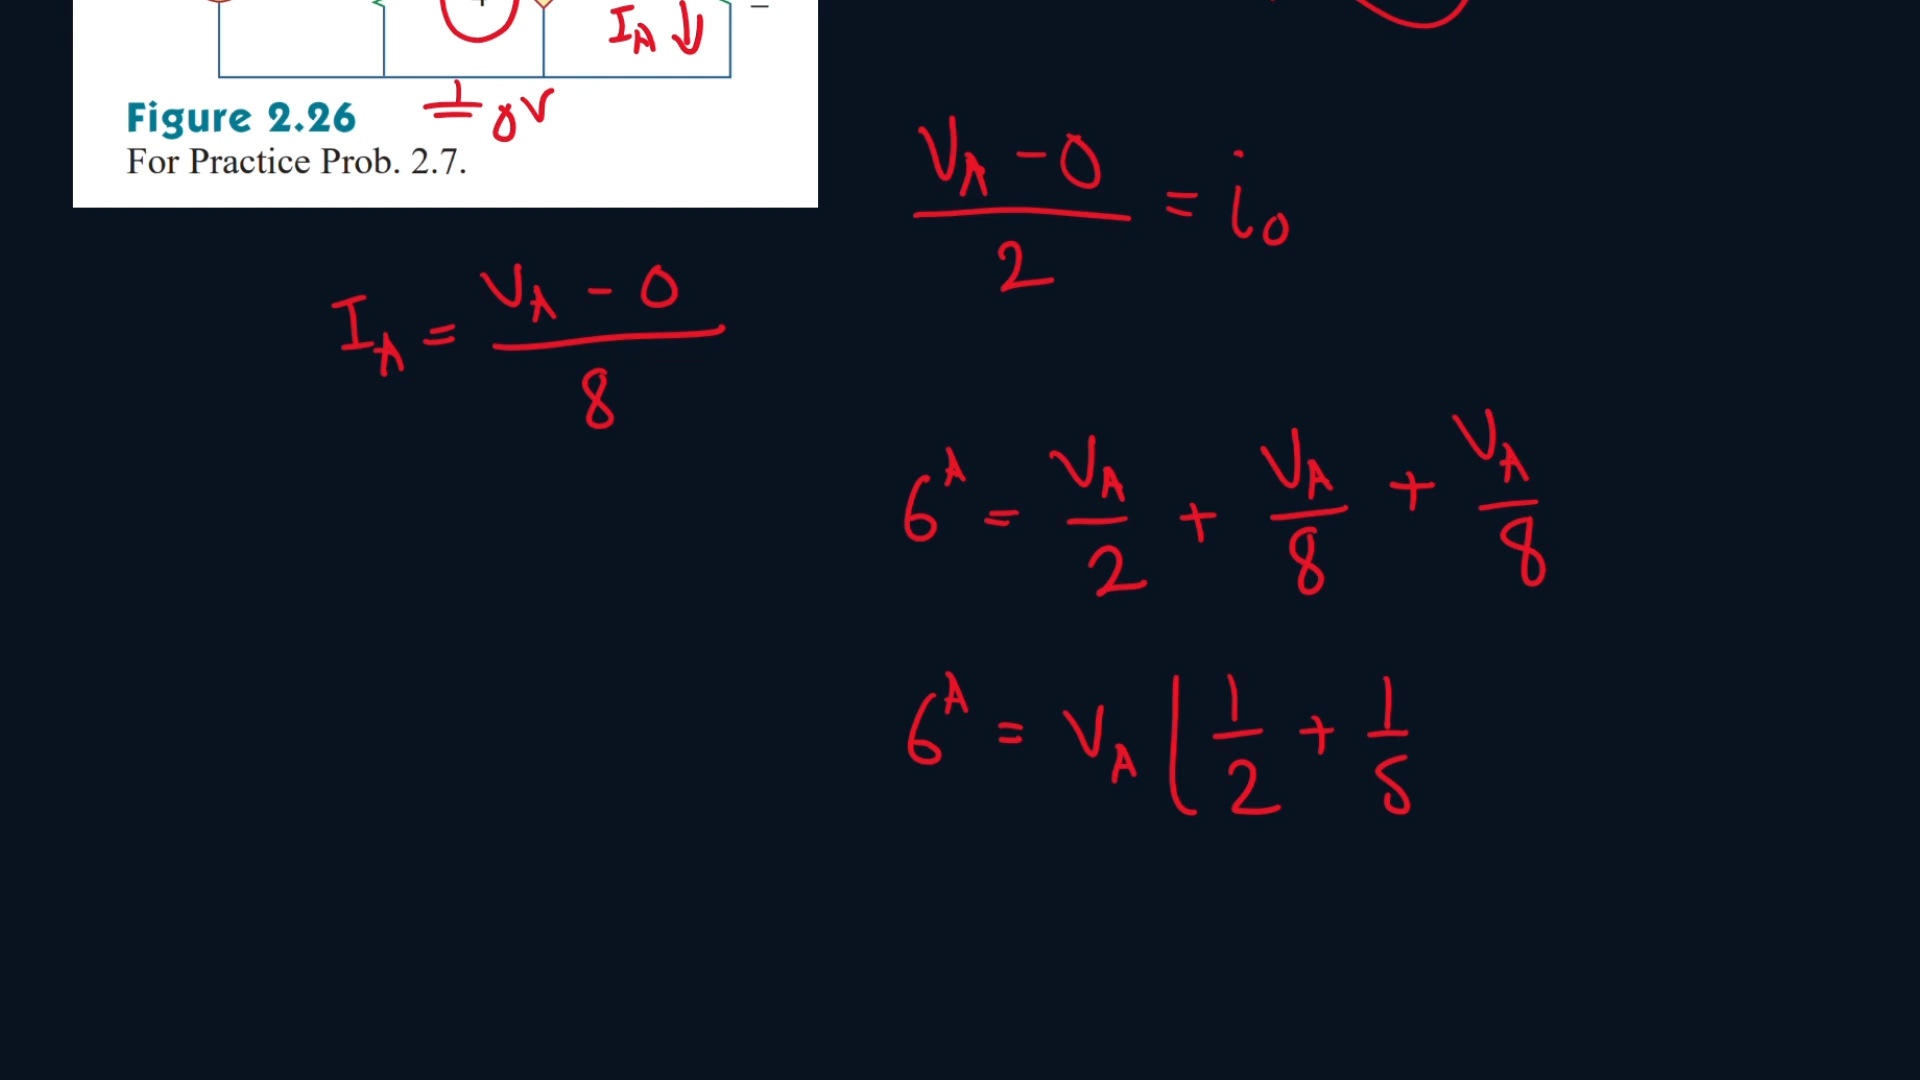 I_A ↓
0V
Figure 2.26
For Practice Prob. 2.7.
(V_A - 0)/2 = i_0
I_A = (V_A - 0)/8
6^A = V_A/2 + V_A/8 + V_A/8
6^A = V_A ( 1/2 + 1/5